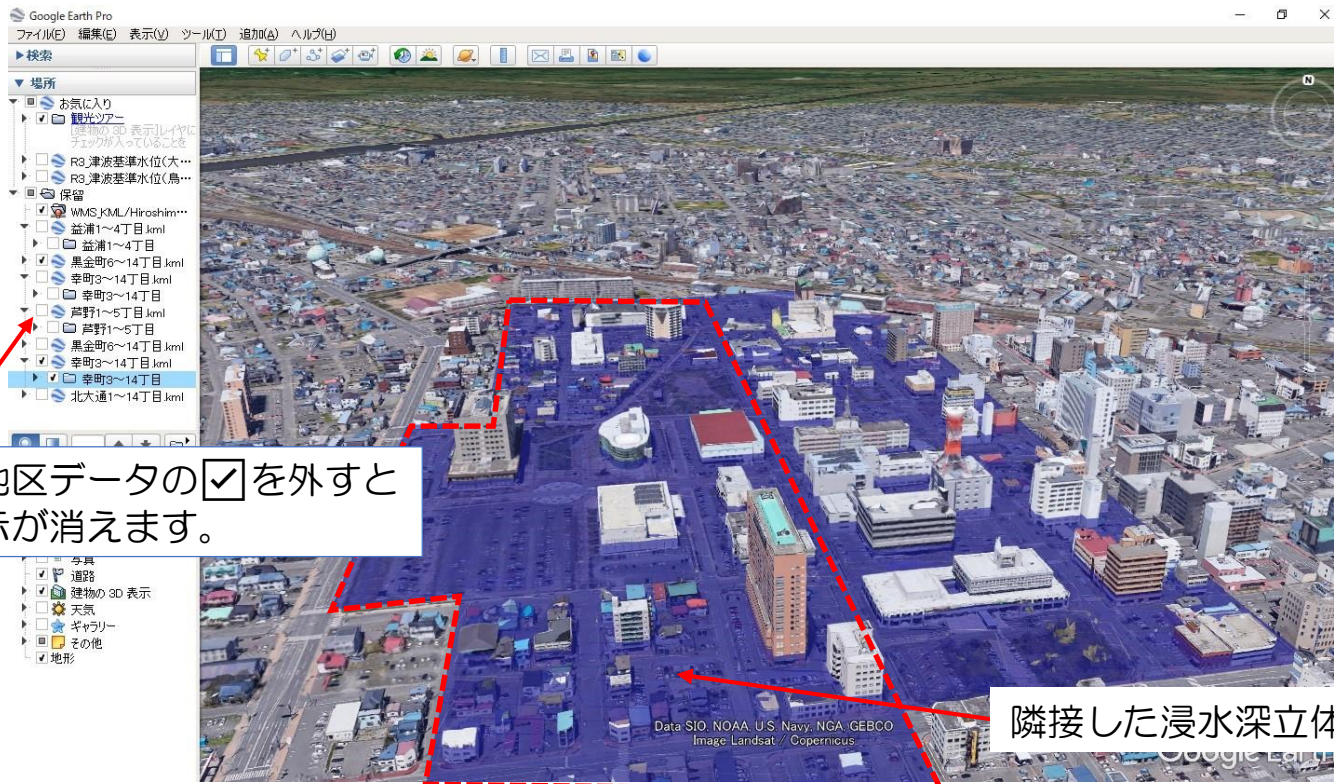 Google Earth Pro
ファイル(F) 編集(E) 表示(V) ツール(T) 追加(A) ヘルプ(H)
▶検索
▼ 場所
お気に入り
観光ツアー
[建物の 3D 表示]レイヤに
チェックが入っていることを
R3_津波基準水位(大…
R3_津波基準水位(鳥…
保留
WMS_KML/Hiroshim…
益浦1～4丁目.kml
益浦1～4丁目
黒金町6～14丁目.kml
幸町3～14丁目.kml
幸町3～14丁目
芦野1～5丁目.kml
芦野1～5丁目
黒金町6～14丁目.kml
幸町3～14丁目.kml
幸町3～14丁目
北大通1～14丁目.kml
地区データの☑を外すと
示が消えます。
写真
道路
建物の 3D 表示
天気
ギャラリー
その他
地形
N
隣接した浸水深立体
Data SIO, NOAA, U.S. Navy, NGA, GEBCO
Image Landsat / Copernicus
Google Earth